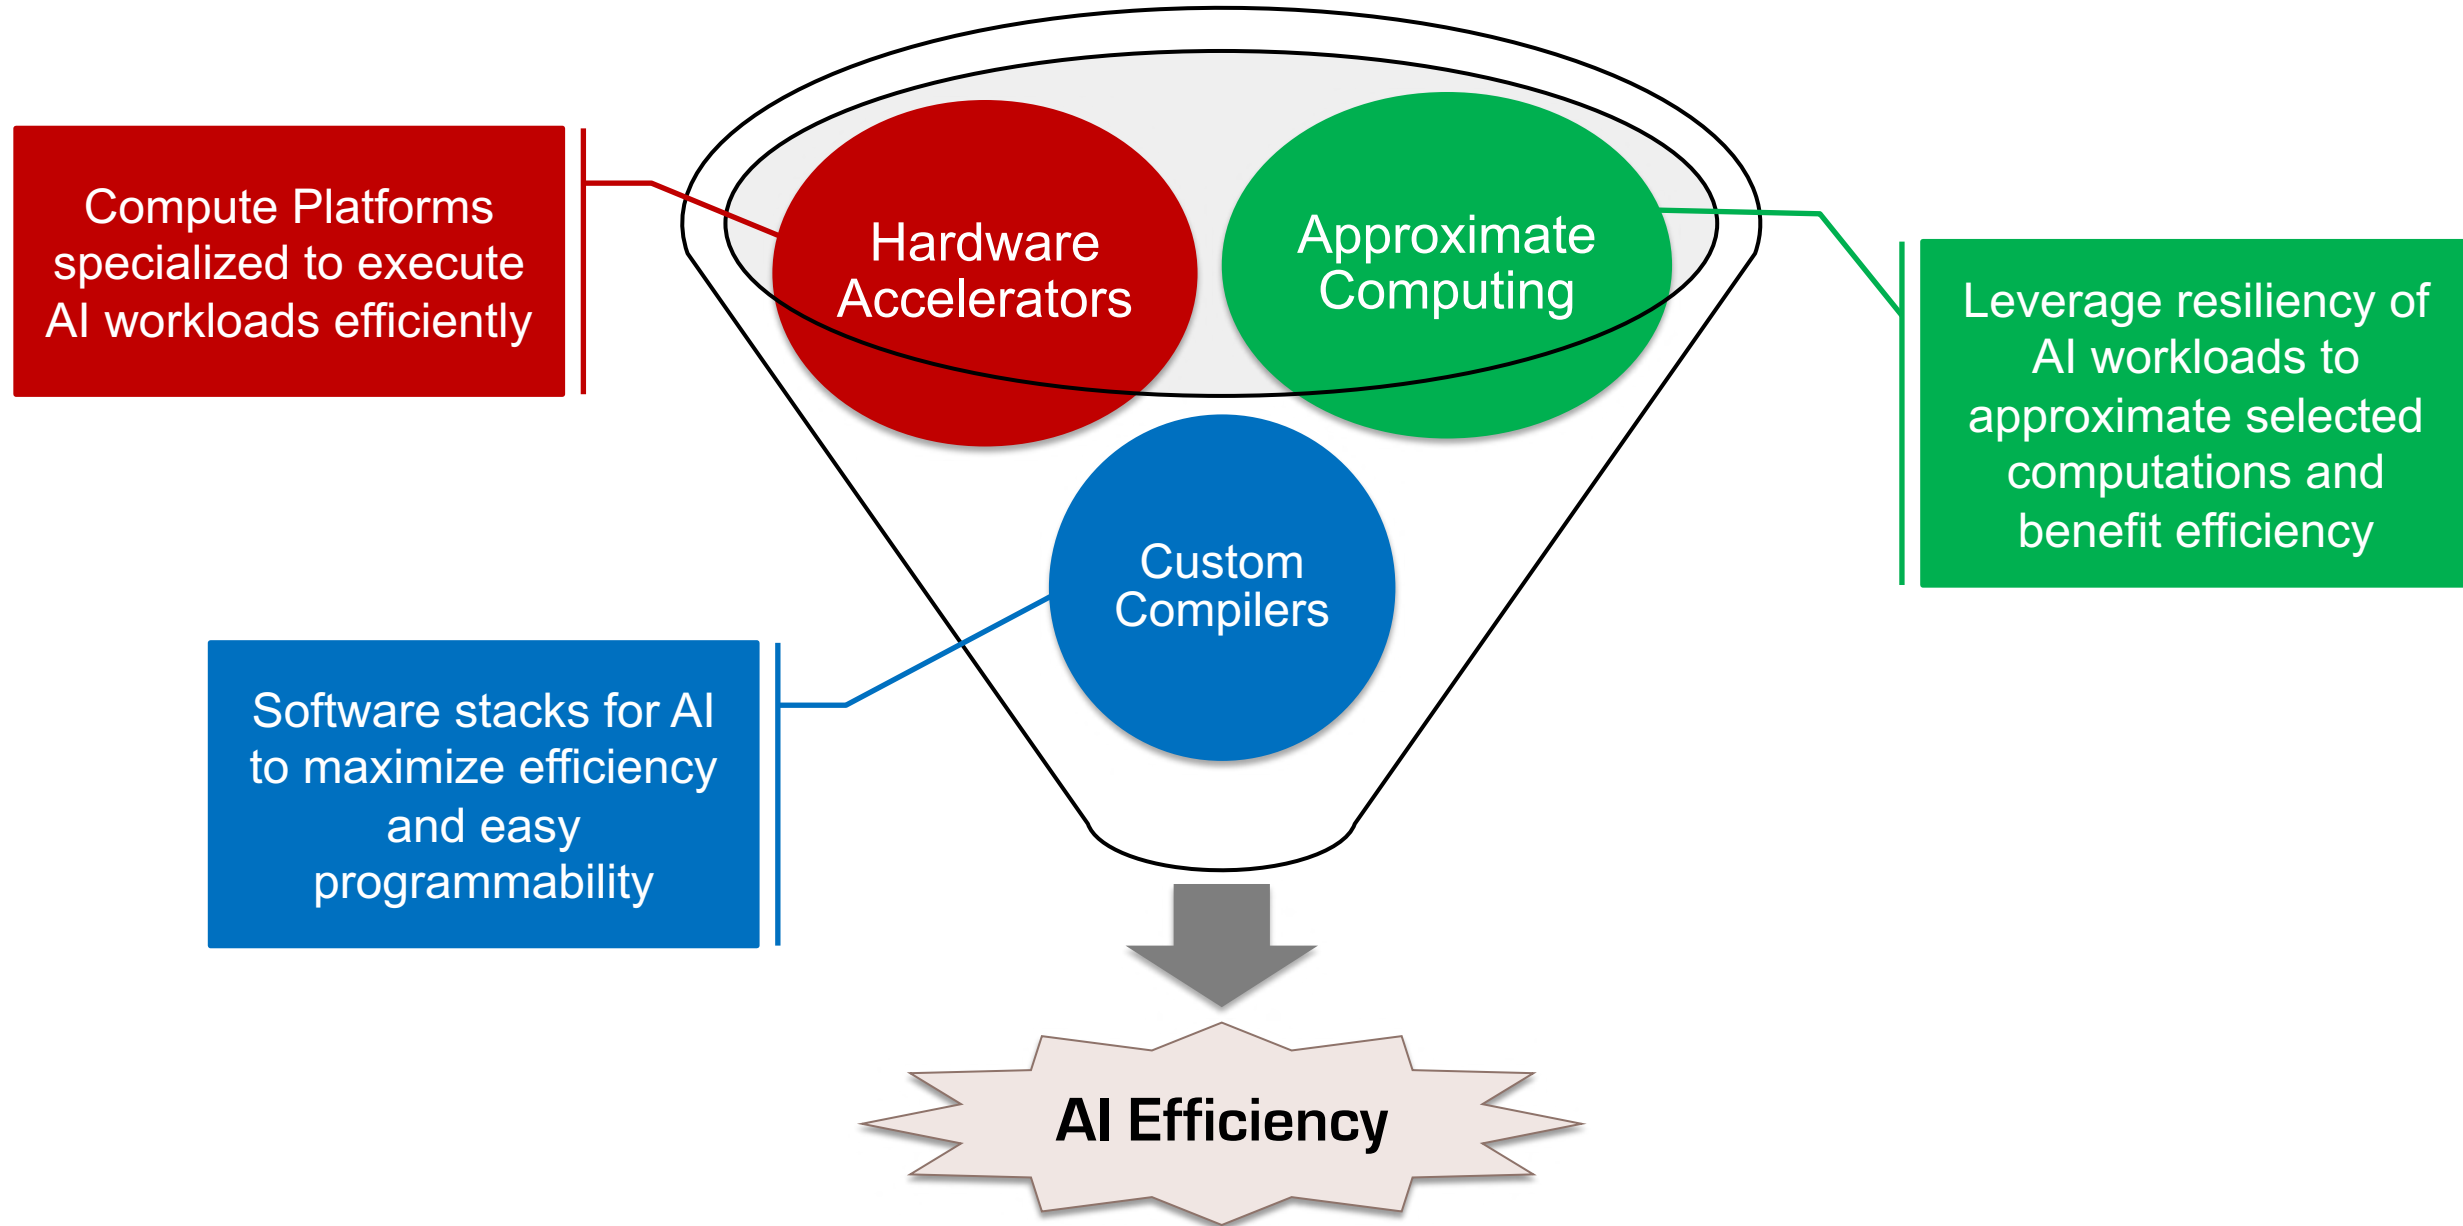 Compute Platforms
specialized to execute
AI workloads efficiently
Hardware
Accelerators
Approximate
Computing
Leverage resiliency of
AI workloads to
approximate selected
computations and
benefit efficiency
Custom
Compilers
Software stacks for AI
to maximize efficiency
and easy
programmability
AI Efficiency